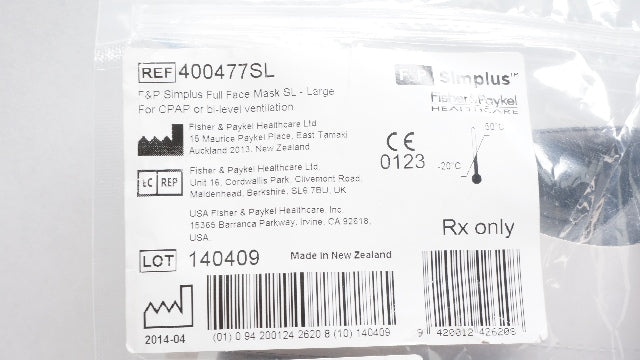 REF 400477SL
F&P Simplus Full Face Mask SL - Large
For CPAP or bi-level ventilation
F&P Simplus™
Fisher & Paykel
HEALTHCARE
Fisher & Paykel Healthcare Ltd
15 Maurice Paykel Place, East Tamaki
Auckland 2013, New Zealand
CE
0123
50°C
-20°C
EC REP
Fisher & Paykel Healthcare Ltd
Unit 16, Cordwallis Park, Clivemont Road,
Maidenhead, Berkshire, SL6 7BU, UK
USA Fisher & Paykel Healthcare, Inc.
15365 Barranca Parkway, Irvine, CA 92618,
USA.
Rx only
LOT 140409
Made in New Zealand
2014-04
(01) 0 94 200124 2620 8 (10) 140409
9 420012 426208